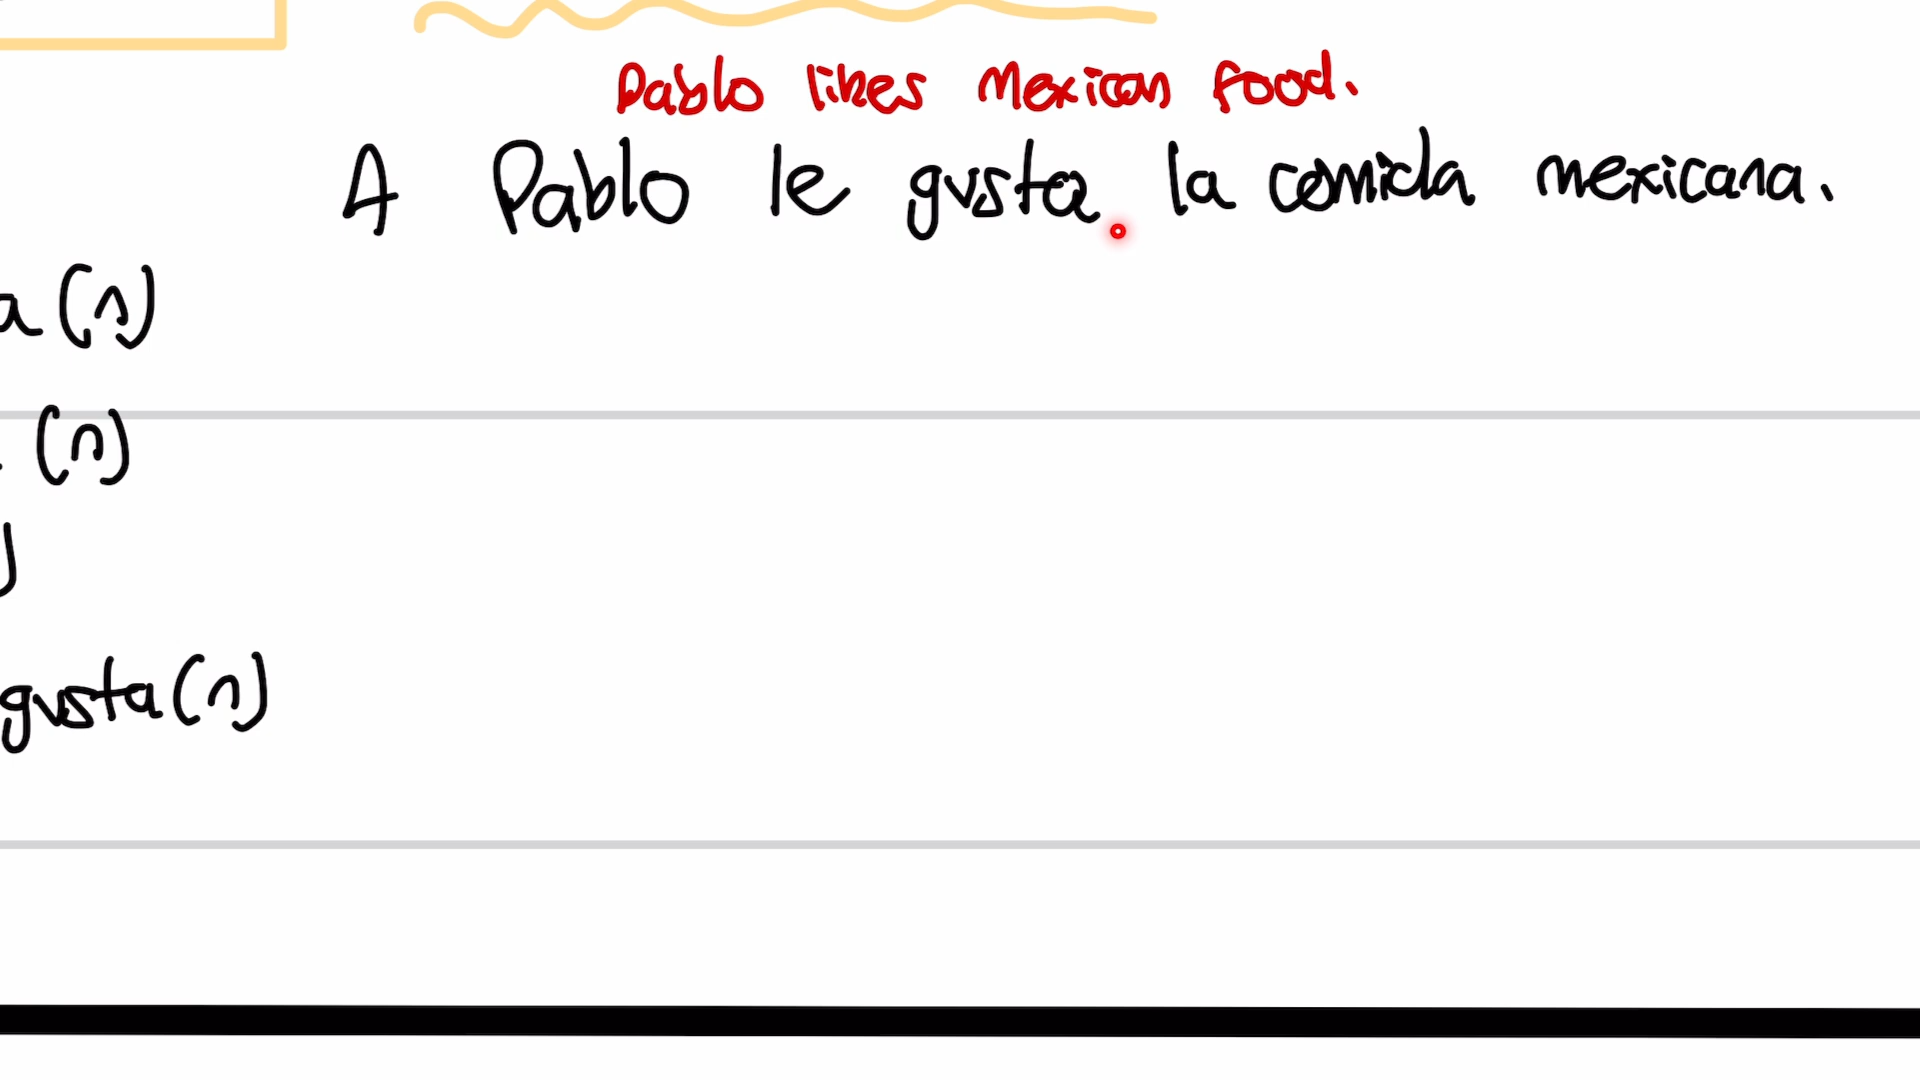 Pablo likes Mexican food.
A Pablo le gusta la comida mexicana.
a (n)
(n)
)
gusta (n)